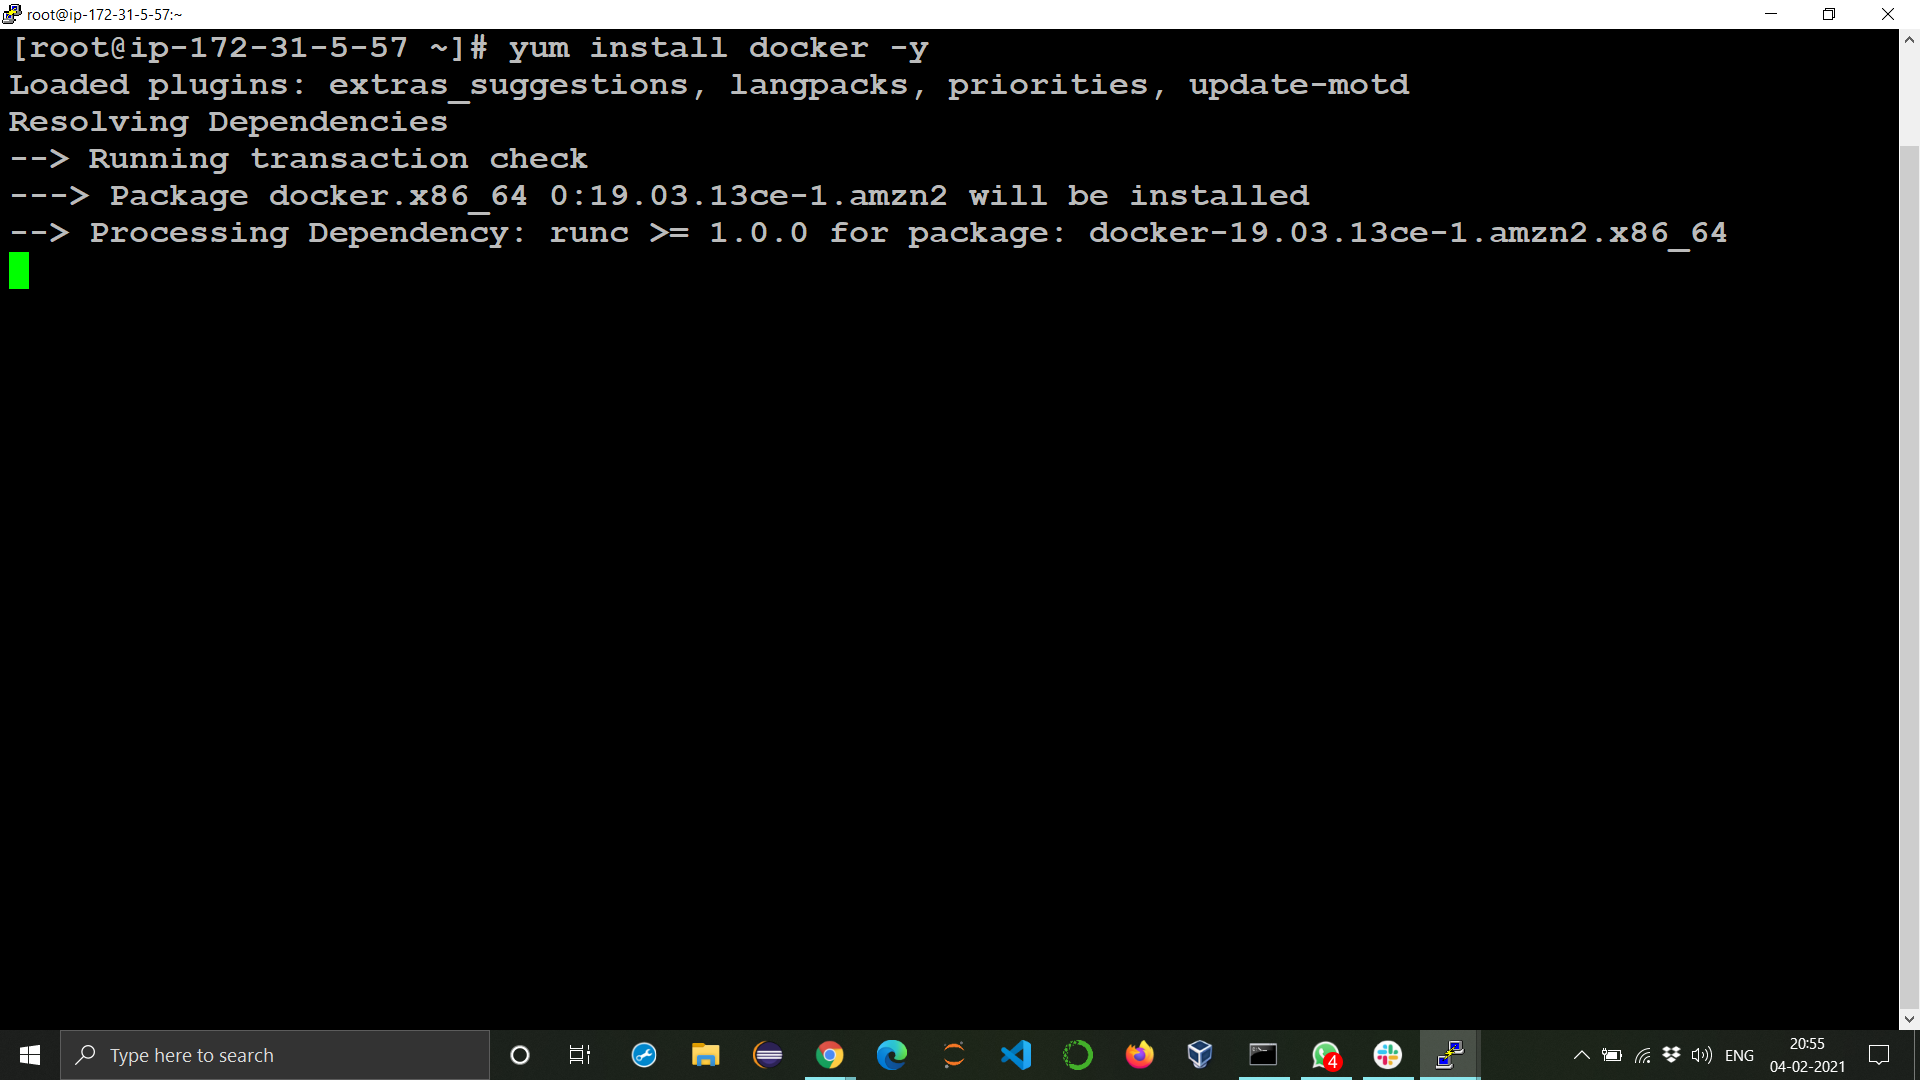 root@ip-172-31-5-57:~
[root@ip-172-31-5-57 ~]# yum install docker -y
Loaded plugins: extras_suggestions, langpacks, priorities, update-motd
Resolving Dependencies
--> Running transaction check
---> Package docker.x86_64 0:19.03.13ce-1.amzn2 will be installed
--> Processing Dependency: runc >= 1.0.0 for package: docker-19.03.13ce-1.amzn2.x86_64
Type here to search
4
ENG
20:55
04-02-2021